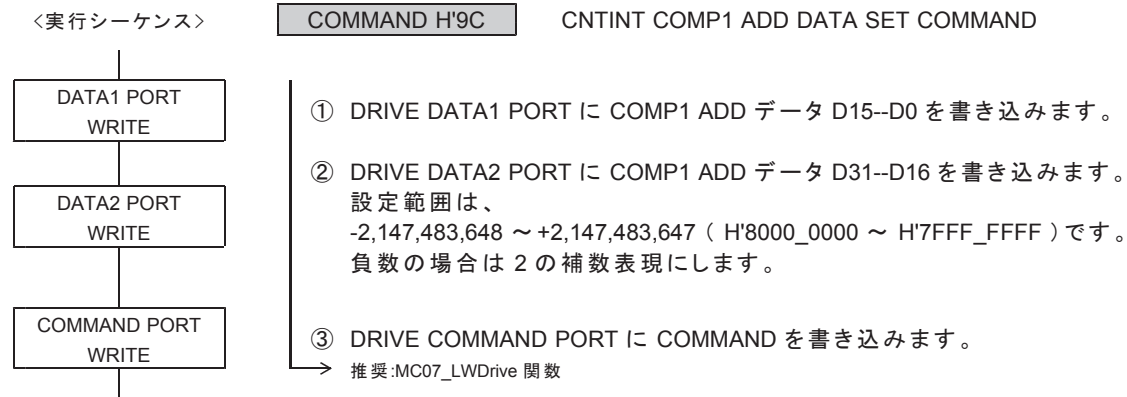 <実行シーケンス>
COMMAND H'9C
CNTINT COMP1 ADD DATA SET COMMAND
DATA1 PORT
WRITE
① DRIVE DATA1 PORT に COMP1 ADD データ D15--D0 を書き込みます。
DATA2 PORT
WRITE
② DRIVE DATA2 PORT に COMP1 ADD データ D31--D16 を書き込みます。
設定範囲は、
-2,147,483,648 ～ +2,147,483,647 ( H'8000_0000 ～ H'7FFF_FFFF ) です。
負数の場合は 2 の補数表現にします。
COMMAND PORT
WRITE
③ DRIVE COMMAND PORT に COMMAND を書き込みます。
推奨:MC07_LWDrive 関数